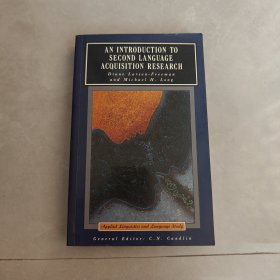 AN INTRODUCTION TO
SECOND LANGUAGE
ACQUISITION RESEARCH
Diane Larsen-Freeman
and Michael H. Long
Applied Linguistics and Language Study
General Editor: C.N. Candlin